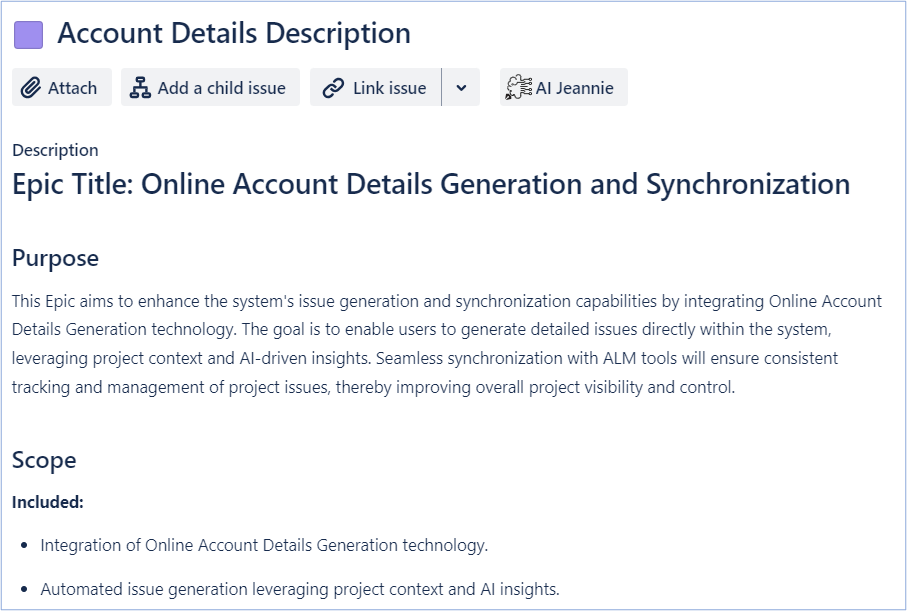 Account Details Description
Attach
Add a child issue
Link issue
AI Jeannie
Description
Epic Title: Online Account Details Generation and Synchronization
Purpose
This Epic aims to enhance the system's issue generation and synchronization capabilities by integrating Online Account
Details Generation technology. The goal is to enable users to generate detailed issues directly within the system,
leveraging project context and AI-driven insights. Seamless synchronization with ALM tools will ensure consistent
tracking and management of project issues, thereby improving overall project visibility and control.
Scope
Included:
• Integration of Online Account Details Generation technology.
• Automated issue generation leveraging project context and AI insights.